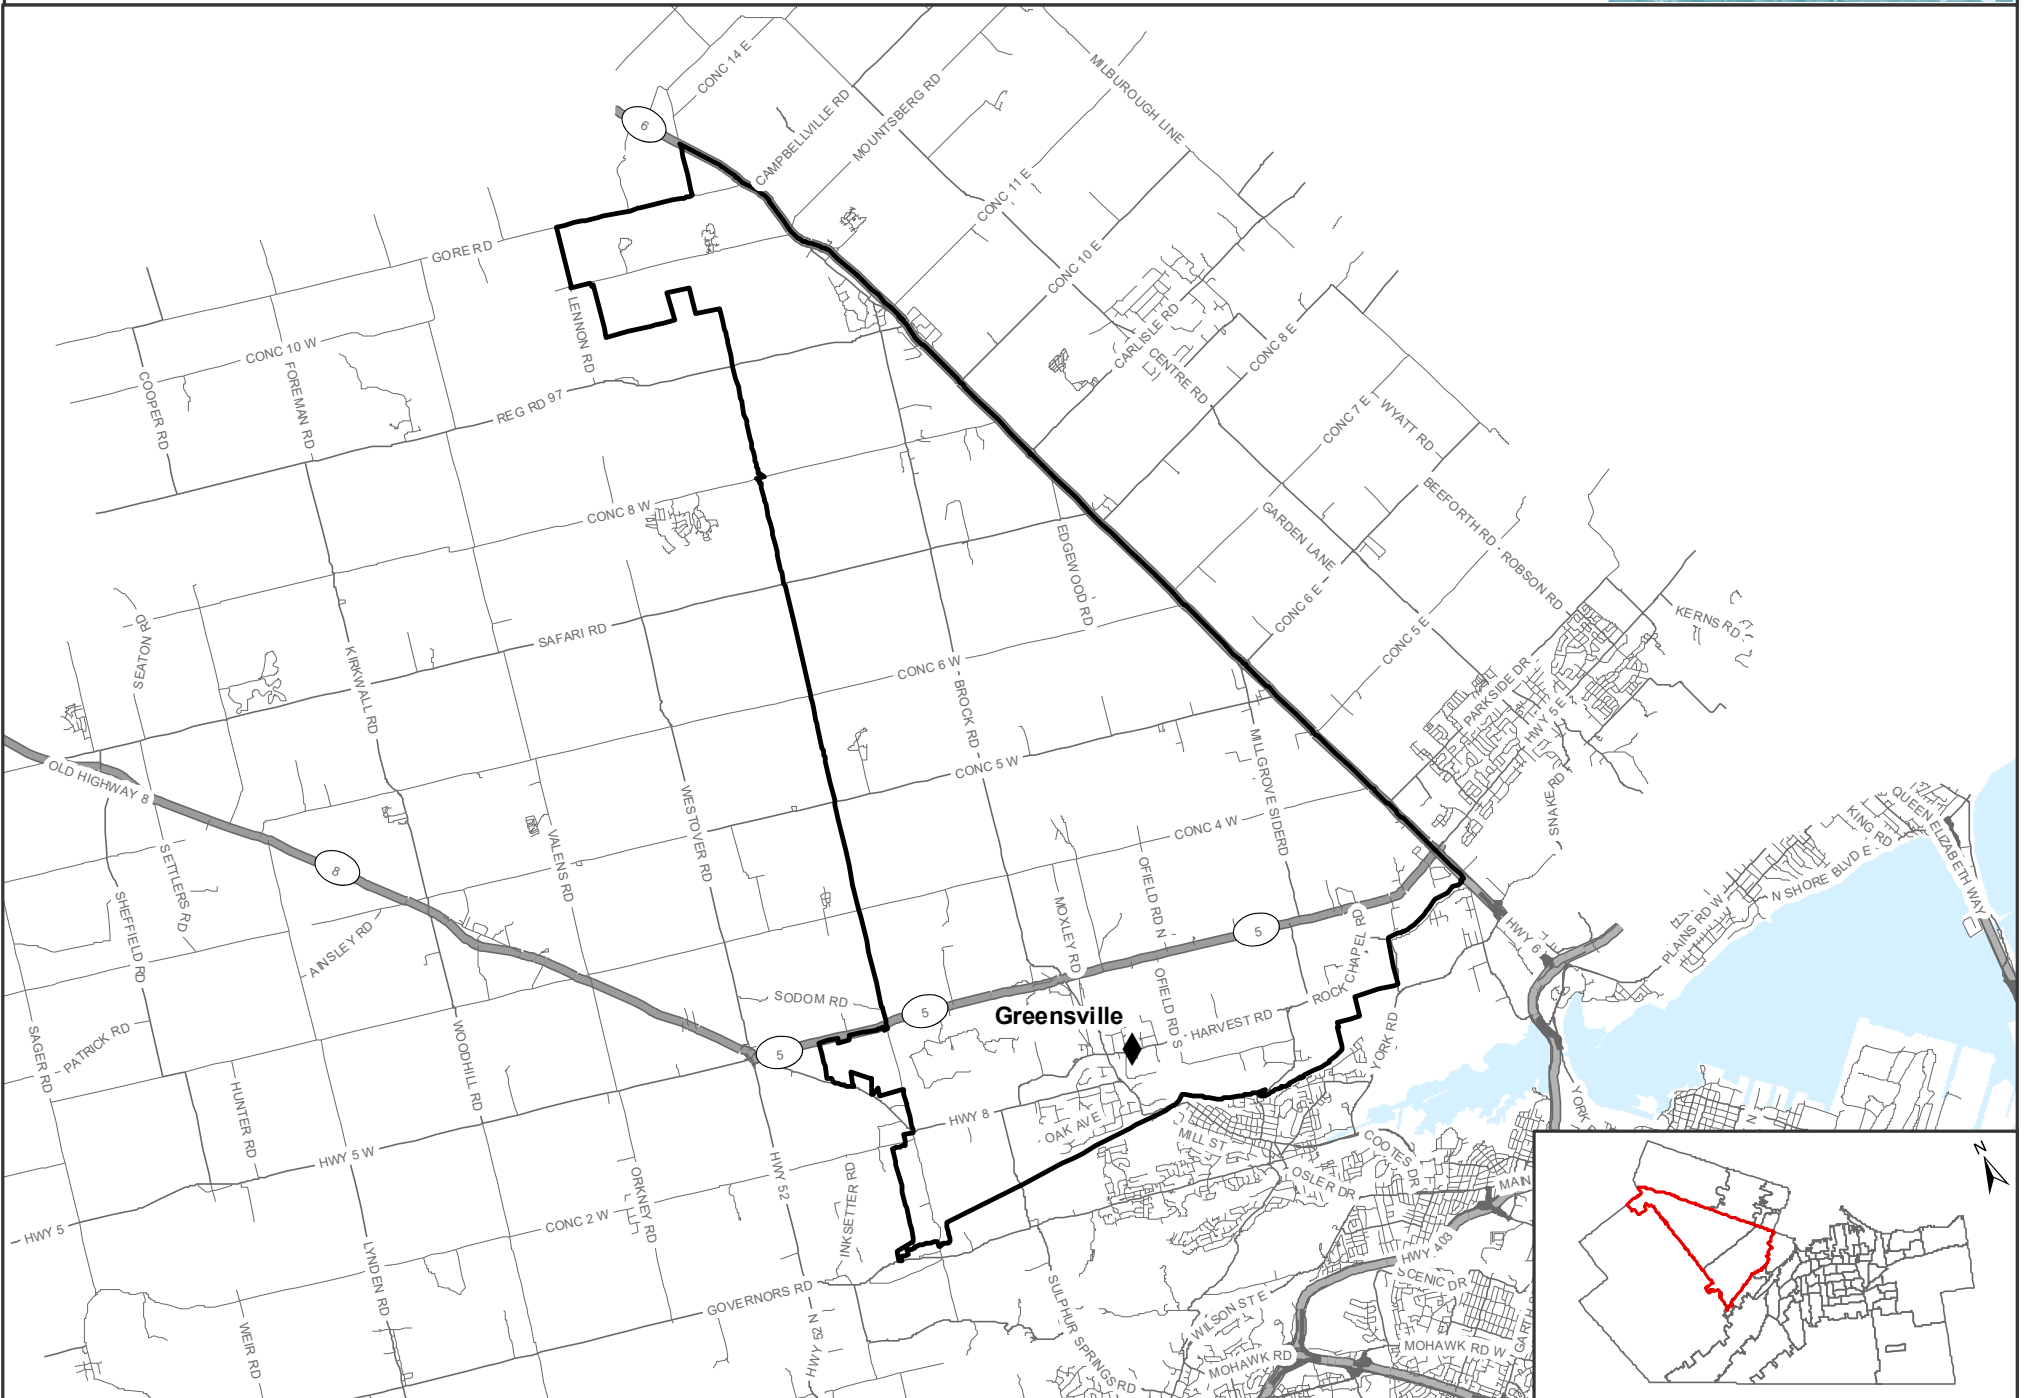 CONC 14 E
MILBUROUGH LINE
6
CAMPBELLVILLE RD
MOUNTSBERG RD
CONC 11 E
GORE RD
CONC 10 E
LENNON RD
CARLISLE RD
CENTRE RD
CONC 8 E
CONC 10 W
COOPER RD
FOREMAN RD
REG RD 97
CONC 7 E
WYATT RD
CONC 8 W
GARDEN LANE
BEEFORTH RD
ROBSON RD
EDGEWOOD RD
CONC 6 E
KERNS RD
SEATON RD
SAFARI RD
CONC 5 E
KIRKWALL RD
CONC 6 W
BROCK RD
PARKSIDE DR
HWY 5 E
OLD HIGHWAY 8
CONC 5 W
MILLGROVE SIDERD
SNAKE RD
QUEEN ELIZABETH WAY
KING RD
WESTOVER RD
CONC 4 W
8
VALENS RD
SETTLERS RD
SHEFFIELD RD
N SHORE BLVD E
PLAINS RD W
AINSLEY RD
MOXLEY RD
OFIELD RD N
5
ROCK CHAPEL RD
HWY 6
SODOM RD
5
OFIELD RD S
Greensville
HARVEST RD
SAGER RD
PATRICK RD
WOODHILL RD
5
YORK RD
HUNTER RD
HWY 8
OAK AVE
MILL ST
COOTES DR
OSLER DR
MAIN
HWY 5 W
HWY 52
ORKNEY RD
INKSETTER RD
CONC 2 W
HWY 5
HWY 403
SCENIC DR
LYNDEN RD
GOVERNORS RD
SULPHUR SPRINGS RD
WILSON ST E
WEIR RD
HWY 52 N
MOHAWK RD
MOHAWK RD W
GARTH
N